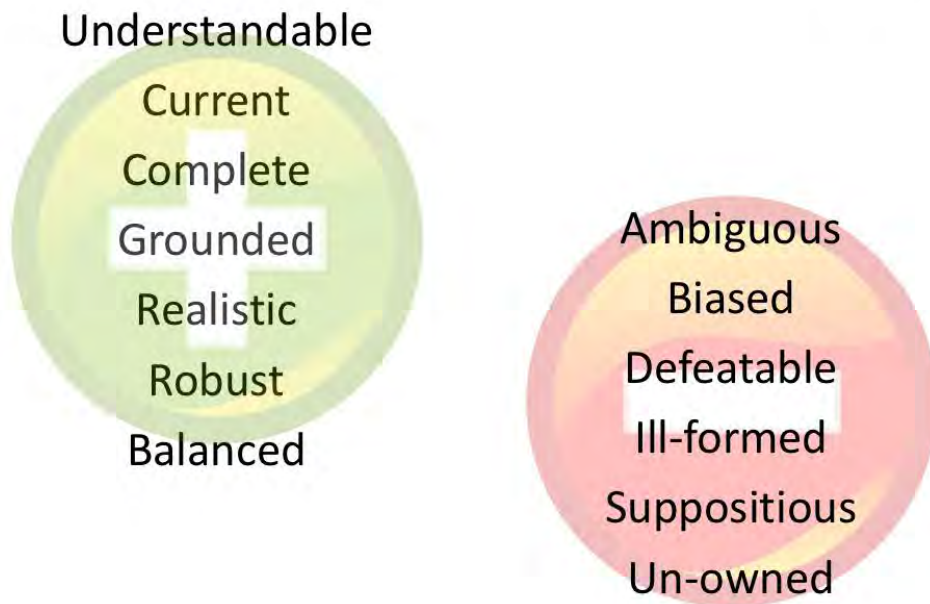 Understandable
Current
Complete
Grounded
Realistic
Robust
Balanced
Ambiguous
Biased
Defeatable
Ill-formed
Suppositious
Un-owned